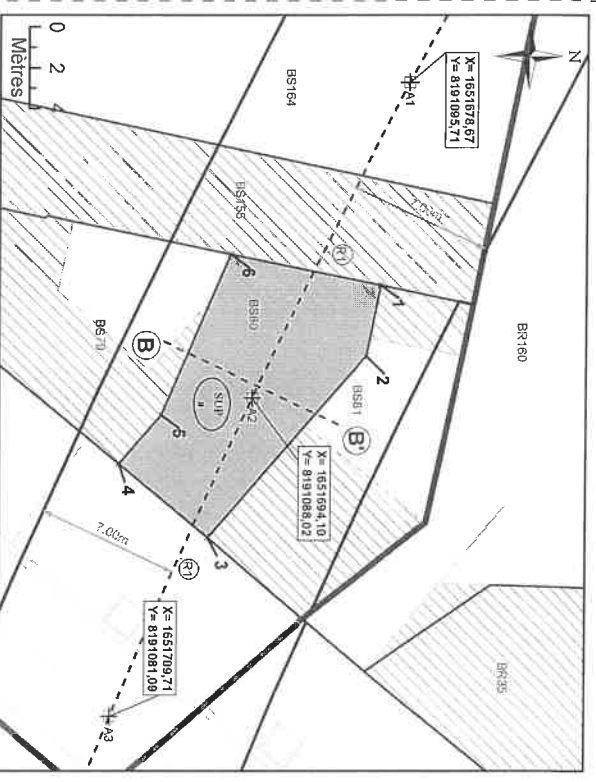 N
X= 1651678,67
Y= 8191095,71
A1
0 2 4
Mètres
BS164
7.00m
BS155
R1
BR160
1
2
3
4
5
6
BS80
BS81
BS79
B
B'
SUP
A2
X= 1651694,10
Y= 8191088,02
7.00m
R1
BR35
X= 1651709,71
Y= 8191081,09
A3